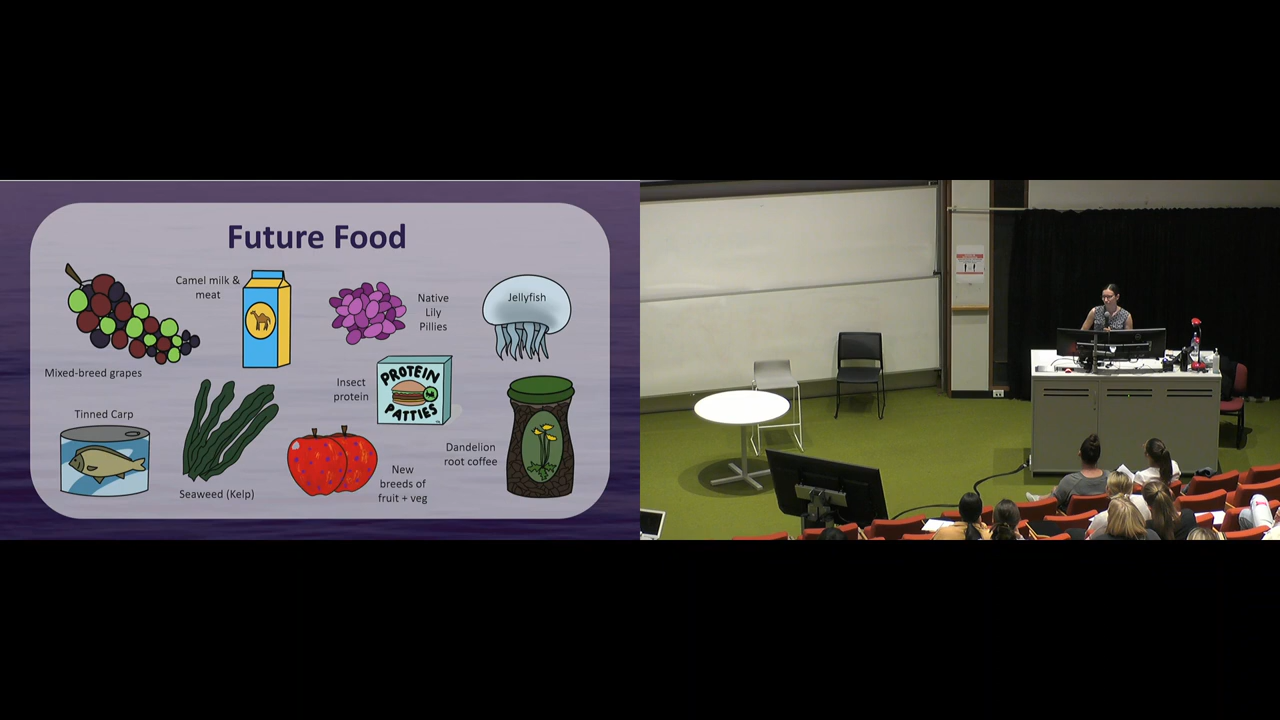 Future Food
Camel milk &
meat
Native
Lily
Pillies
Jellyfish
Mixed-breed grapes
Insect
protein
PROTEIN
PATTIES
Tinned Carp
Dandelion
root coffee
Seaweed (Kelp)
New
breeds of
fruit + veg